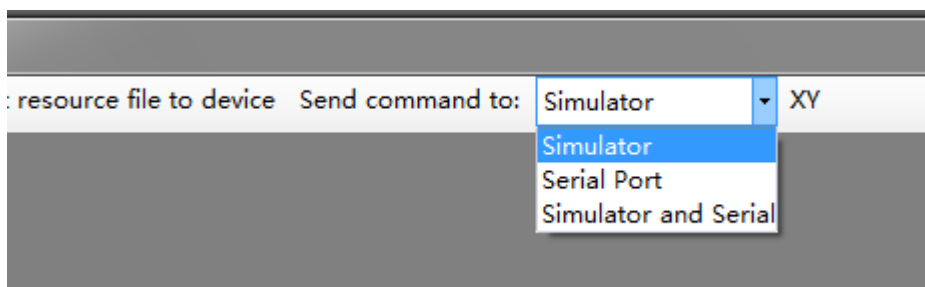 resource file to device Send command to: Simulator XY
Simulator
Serial Port
Simulator and Serial